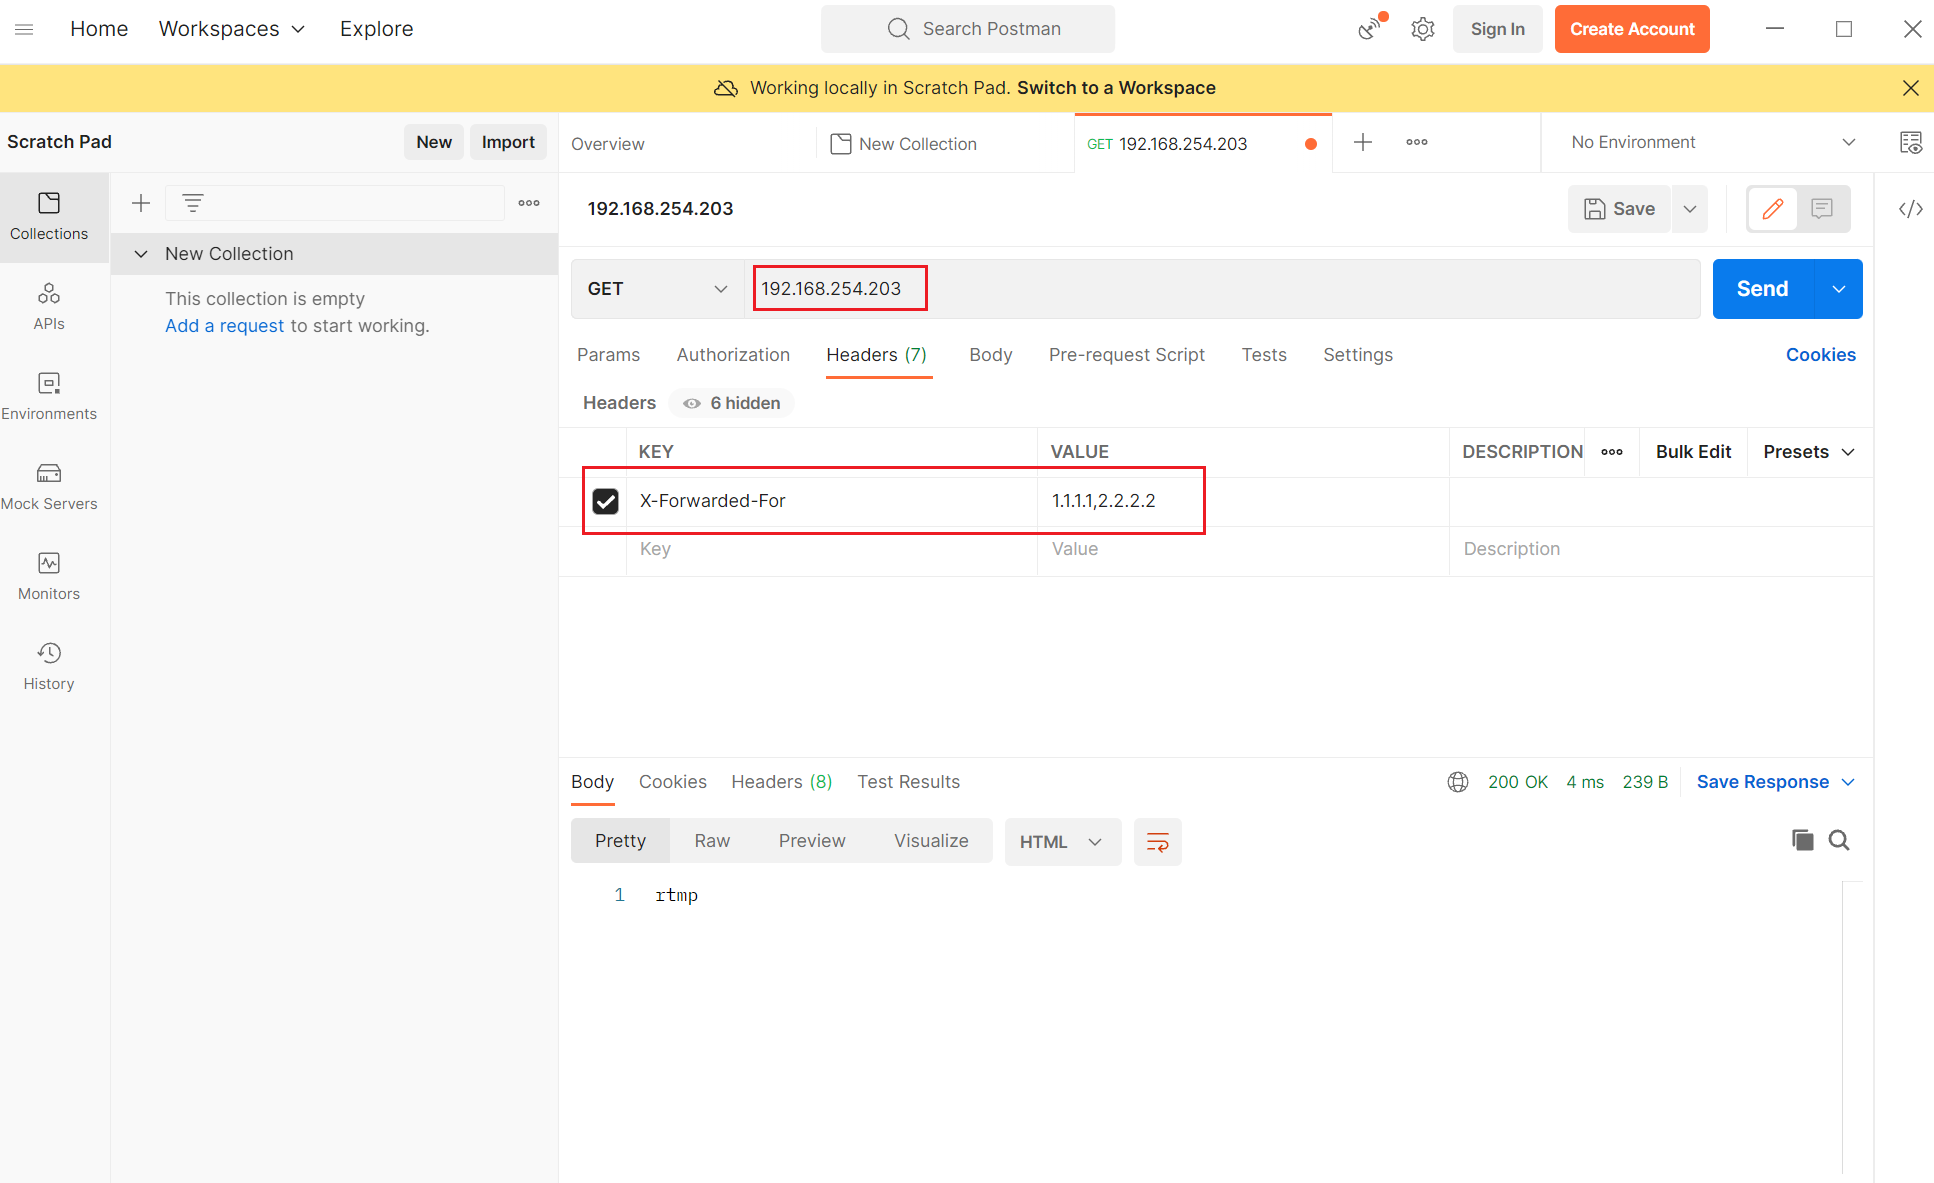 Home Workspaces Explore Search Postman Sign In Create Account
Working locally in Scratch Pad. Switch to a Workspace
Scratch Pad New Import Overview New Collection GET 192.168.254.203 No Environment
192.168.254.203 Save
Collections
New Collection
This collection is empty
Add a request to start working.
APIs
Environments
Mock Servers
Monitors
History
GET 192.168.254.203 Send
Params Authorization Headers (7) Body Pre-request Script Tests Settings Cookies
Headers 6 hidden
KEY VALUE DESCRIPTION Bulk Edit Presets
X-Forwarded-For 1.1.1.1,2.2.2.2
Key Value Description
Body Cookies Headers (8) Test Results 200 OK 4 ms 239 B Save Response
Pretty Raw Preview Visualize HTML
1 rtmp